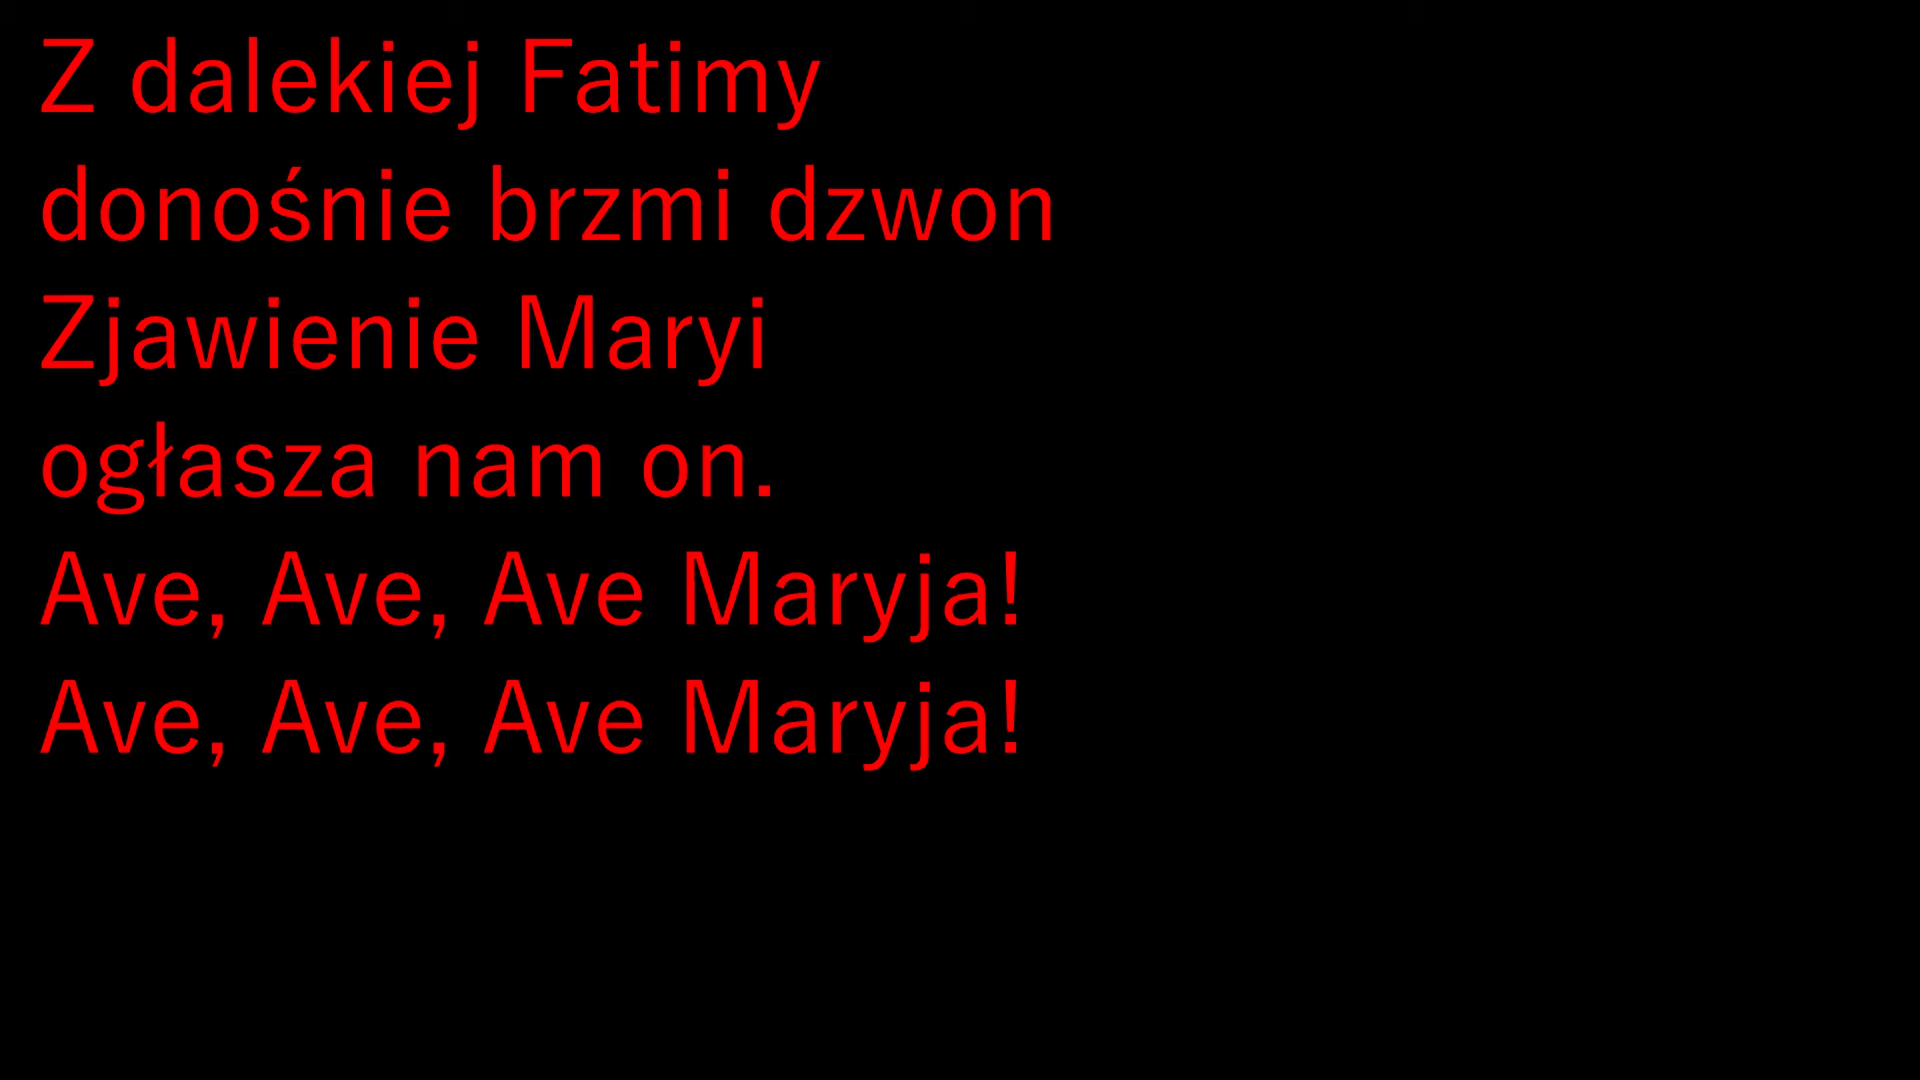 Z dalekiej Fatimy
donośnie brzmi dzwon
Zjawienie Maryi
ogłasza nam on.
Ave, Ave, Ave Maryja!
Ave, Ave, Ave Maryja!